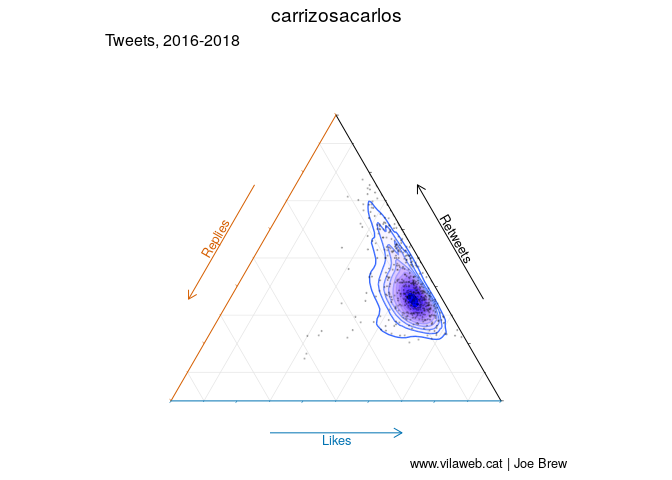 carrizosacarlos
Tweets, 2016-2018
Replies
Retweets
Likes
www.vilaweb.cat | Joe Brew